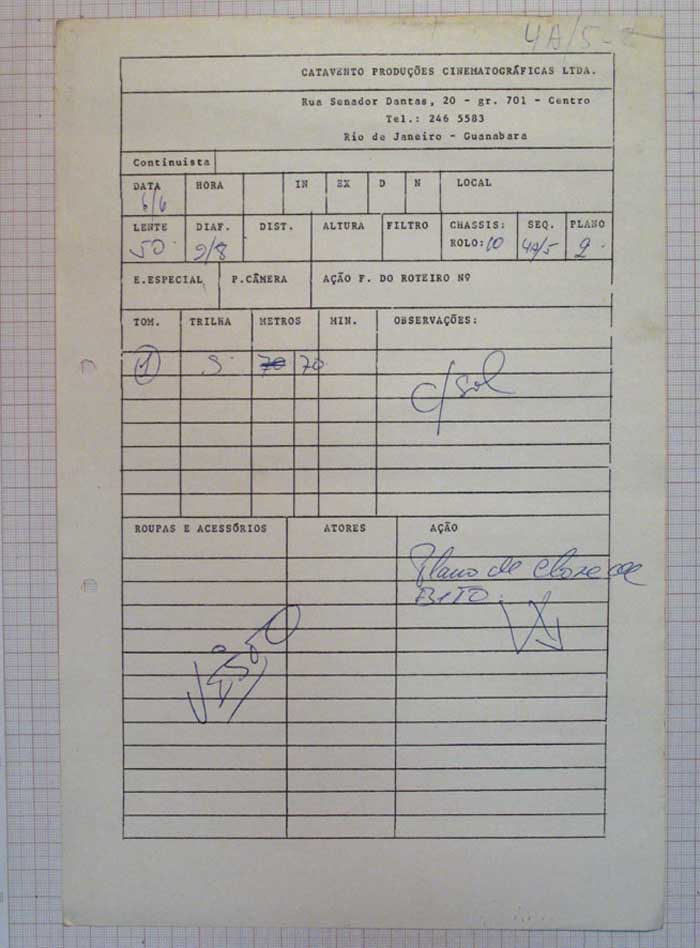 4A/5-2
CATAVENTO PRODUÇÕES CINEMATOGRÁFICAS LTDA.
Rua Senador Dantas, 20 - gr. 701 - Centro
Tel.: 246 5583
Rio de Janeiro - Guanabara
Continuista
DATA HORA IN EX D N LOCAL
6/6
LENTE DIAF. DIST. ALTURA FILTRO CHASSIS: SEQ. PLANO
50 9/8 ROLO: 10 4A/5 2
E.ESPECIAL P.CÂMERA AÇÃO F. DO ROTEIRO Nº
TOM. TRILHA METROS MIN. OBSERVAÇÕES:
1 S 70 70
c/ sol
ROUPAS E ACESSÓRIOS ATORES AÇÃO
Plano de close de
BETO.